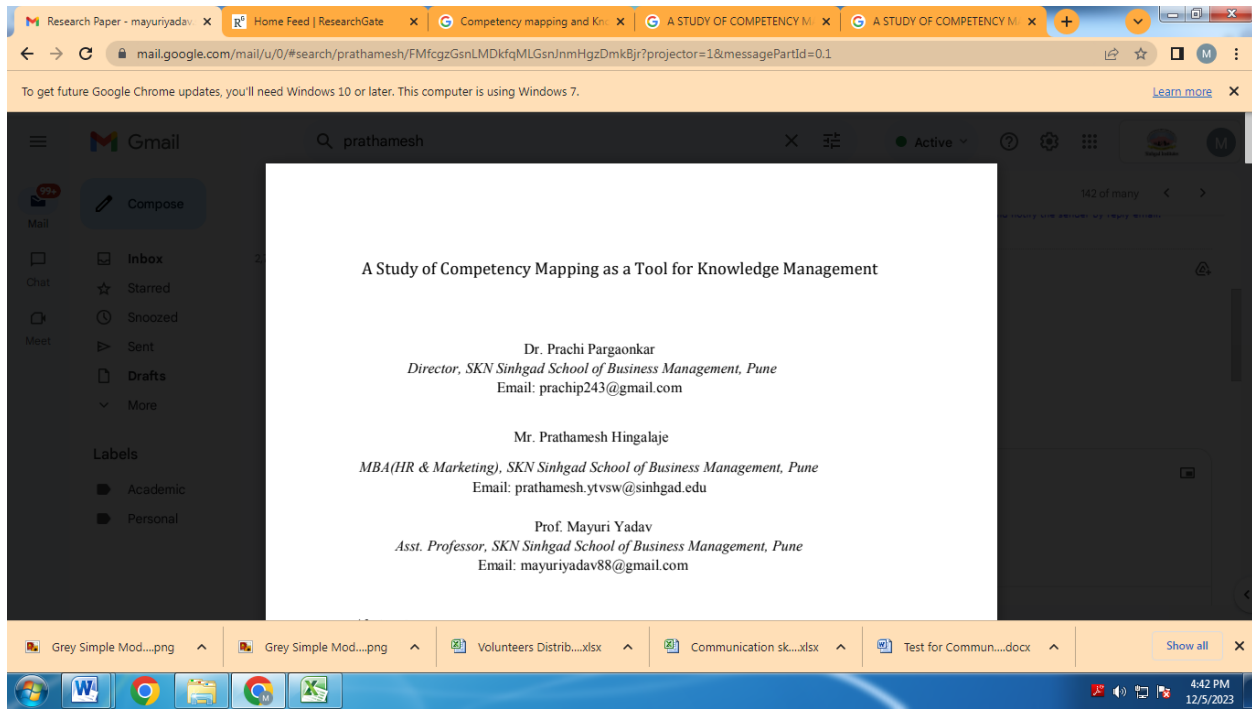 Research Paper - mayuriyadav
Home Feed | ResearchGate
Competency mapping and Kno
A STUDY OF COMPETENCY M
A STUDY OF COMPETENCY M
mail.google.com/mail/u/0/#search/prathamesh/FMfcgzGsnLMDkfqMLGsnJnmHgzDmkBjr?projector=1&messagePartId=0.1
M
To get future Google Chrome updates, you'll need Windows 10 or later. This computer is using Windows 7.
Learn more
Gmail
prathamesh
Active
M
99+
Mail
Compose
142 of many
Inbox
Chat
Starred
Snoozed
Meet
Sent
Drafts
More
Labels
Academic
Personal
A Study of Competency Mapping as a Tool for Knowledge Management
Dr. Prachi Pargaonkar
Director, SKN Sinhgad School of Business Management, Pune
Email: prachip243@gmail.com
Mr. Prathamesh Hingalaje
MBA(HR & Marketing), SKN Sinhgad School of Business Management, Pune
Email: prathamesh.ytvsw@sinhgad.edu
Prof. Mayuri Yadav
Asst. Professor, SKN Sinhgad School of Business Management, Pune
Email: mayuriyadav88@gmail.com
Grey Simple Mod....png
Grey Simple Mod....png
Volunteers Distrib....xlsx
Communication sk....xlsx
Test for Commun....docx
Show all
4:42 PM
12/5/2023